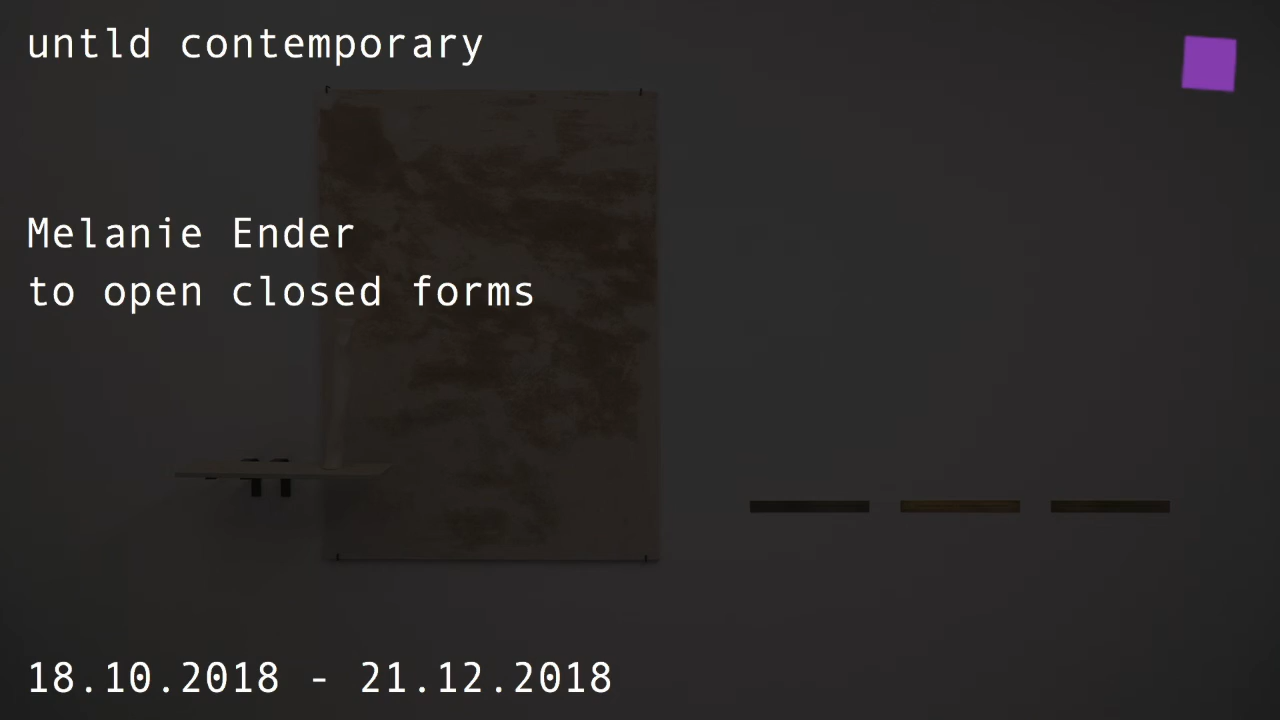 untld contemporary
Melanie Ender
to open closed forms
18.10.2018 - 21.12.2018